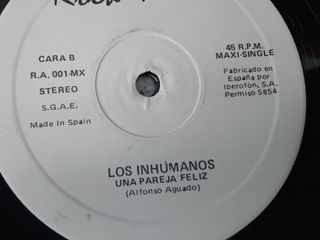 CARA B
R.A. 001-MX
STEREO
S.G.A.E.
Made in Spain
45 R.P.M.
MAXI-SINGLE
Fabricado en
España por
Iberofón, S.A.
Permiso 5854
LOS INHUMANOS
UNA PAREJA FELIZ
(Alfonso Aguado)